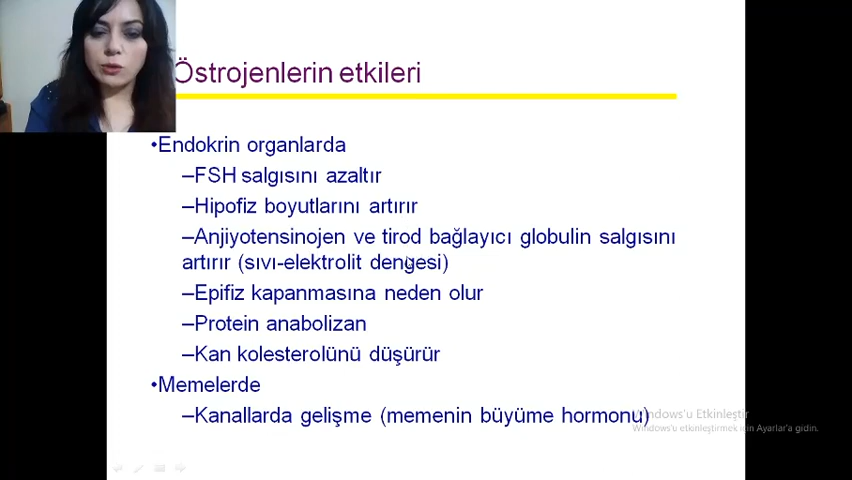 Östrojenlerin etkileri
•Endokrin organlarda
–FSH salgısını azaltır
–Hipofiz boyutlarını artırır
–Anjiyotensinojen ve tirod bağlayıcı globulin salgısını
artırır (sıvı-elektrolit dengesi)
–Epifiz kapanmasına neden olur
–Protein anabolizan
–Kan kolesterolünü düşürür
•Memelerde
–Kanallarda gelişme (memenin büyüme hormonu)
Windows'u Etkinleştir
Windows'u etkinleştirmek için Ayarlar'a gidin.